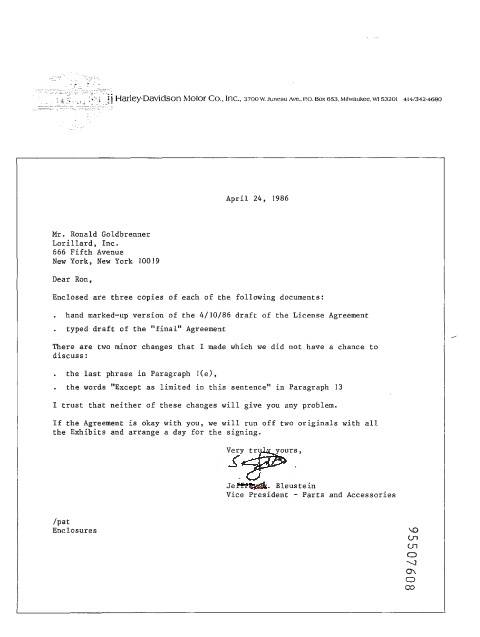 Harley-Davidson Motor Co., Inc., 3700 W. Juneau Ave., P.O. Box 653, Milwaukee, WI 53201 414/342-4680
April 24, 1986
Mr. Ronald Goldbrenner
Lorillard, Inc.
666 Fifth Avenue
New York, New York 10019
Dear Ron,
Enclosed are three copies of each of the following documents:
. hand marked-up version of the 4/10/86 draft of the License Agreement
. typed draft of the "final" Agreement
There are two minor changes that I made which we did not have a chance to
discuss:
. the last phrase in Paragraph 1(e),
. the words "Except as limited in this sentence" in Paragraph 13
I trust that neither of these changes will give you any problem.
If the Agreement is okay with you, we will run off two originals with all
the Exhibits and arrange a day for the signing.
Very truly yours,
Bleustein
Vice President - Parts and Accessories
/pat
Enclosures
95507608